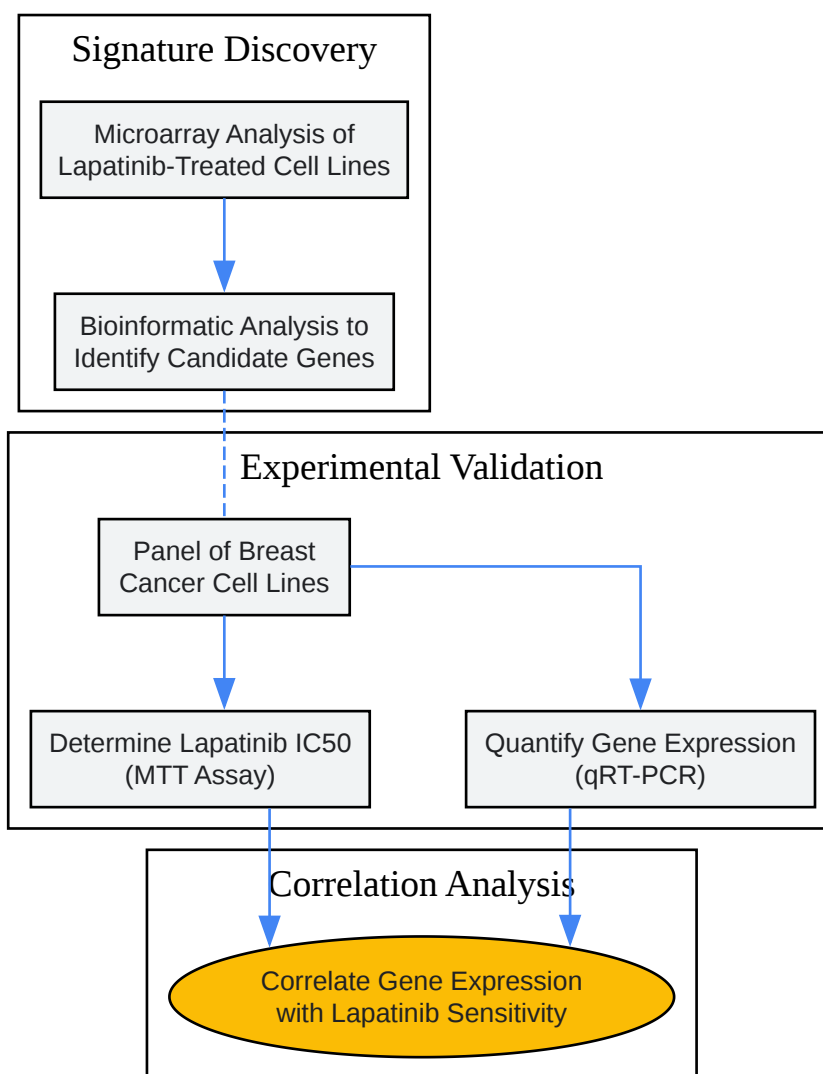 Signature Discovery
Microarray Analysis of
Lapatinib-Treated Cell Lines
Bioinformatic Analysis to
Identify Candidate Genes
Experimental Validation
Panel of Breast
Cancer Cell Lines
Determine Lapatinib IC50
(MTT Assay)
Quantify Gene Expression
(qRT-PCR)
Correlation Analysis
Correlate Gene Expression
with Lapatinib Sensitivity